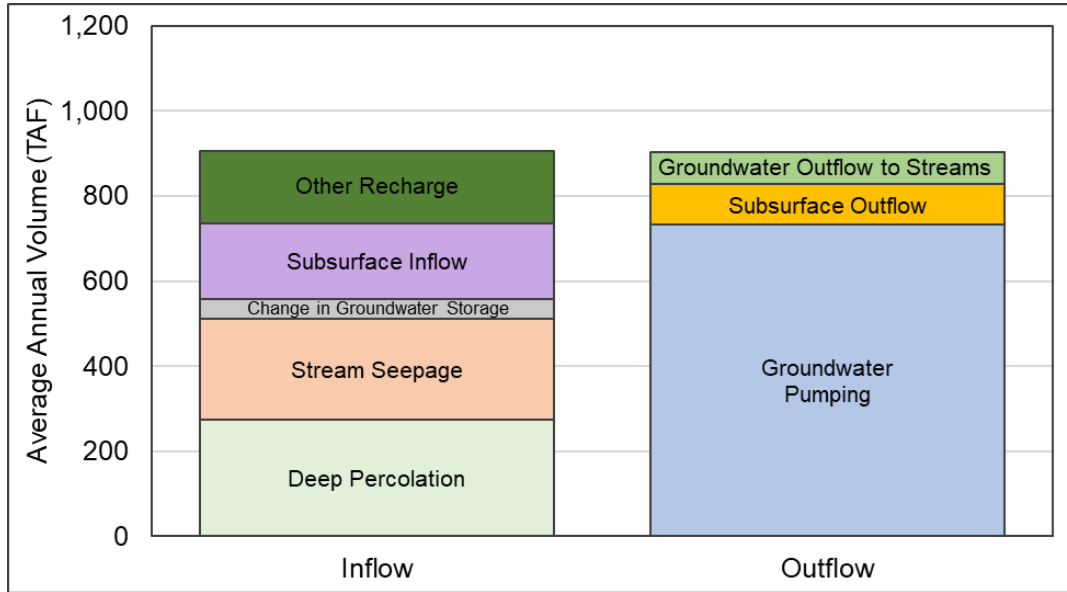 Average Annual Volume (TAF)
1,200
1,000
800
600
400
200
0
Other Recharge
Subsurface Inflow
Change in Groundwater Storage
Stream Seepage
Deep Percolation
Groundwater Outflow to Streams
Subsurface Outflow
Groundwater
Pumping
Inflow
Outflow